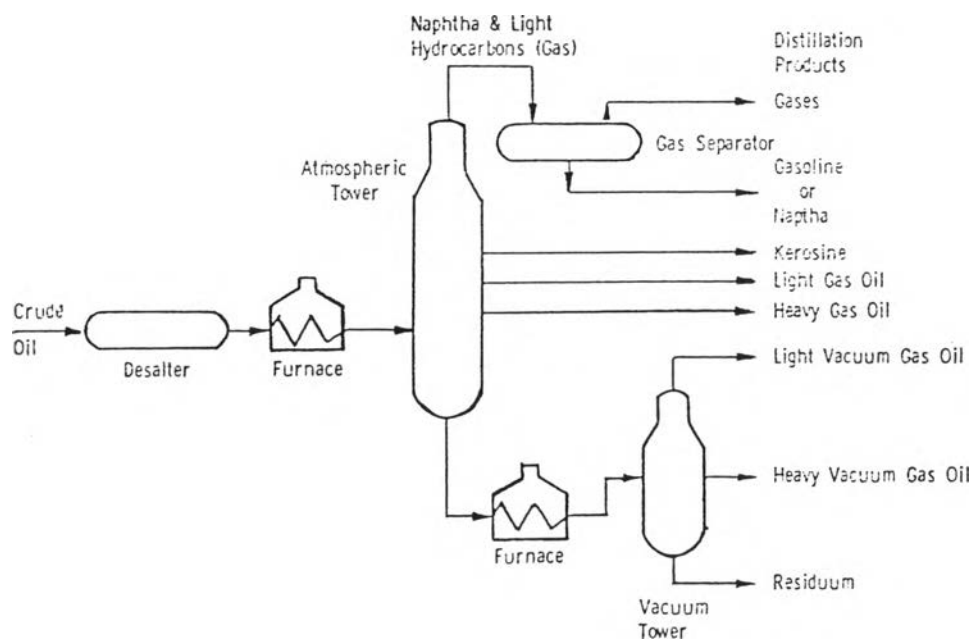 Naphtha & Light
Hydrocarbons (Gas)
Distillation
Products
Gases
Gas Separator
Gasoline
or
Naptha
Atmospheric
Tower
Kerosine
Light Gas Oil
Heavy Gas Oil
Crude
Oil
Desalter
Furnace
Light Vacuum Gas Oil
Heavy Vacuum Gas Oil
Furnace
Residuum
Vacuum
Tower